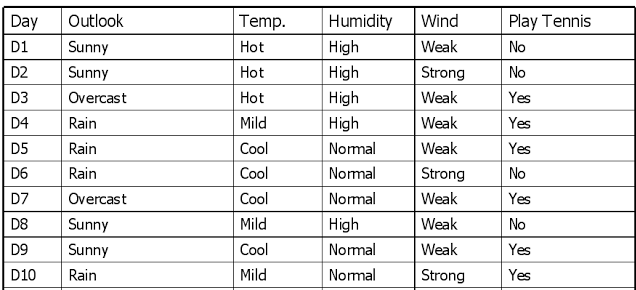 Day Outlook Temp. Humidity Wind Play Tennis
D1 Sunny Hot High Weak No
D2 Sunny Hot High Strong No
D3 Overcast Hot High Weak Yes
D4 Rain Mild High Weak Yes
D5 Rain Cool Normal Weak Yes
D6 Rain Cool Normal Strong No
D7 Overcast Cool Normal Weak Yes
D8 Sunny Mild High Weak No
D9 Sunny Cool Normal Weak Yes
D10 Rain Mild Normal Strong Yes